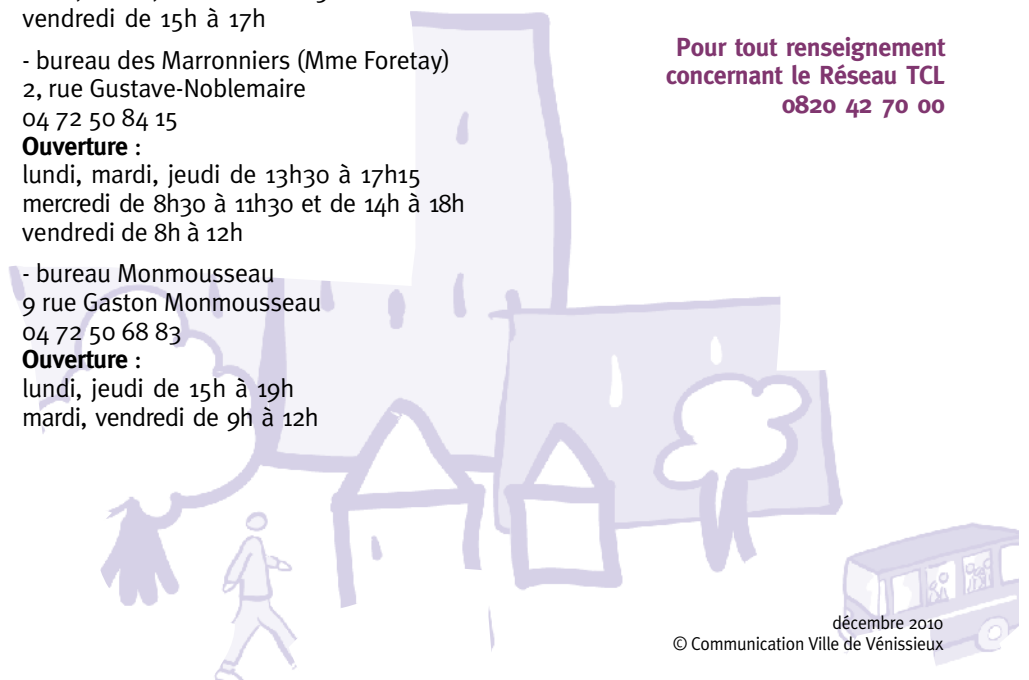 vendredi de 15h à 17h
- bureau des Marronniers (Mme Foretay)
2, rue Gustave-Noblemaire
04 72 50 84 15
Ouverture :
lundi, mardi, jeudi de 13h30 à 17h15
mercredi de 8h30 à 11h30 et de 14h à 18h
vendredi de 8h à 12h
- bureau Monmousseau
9 rue Gaston Monmousseau
04 72 50 68 83
Ouverture :
lundi, jeudi de 15h à 19h
mardi, vendredi de 9h à 12h
Pour tout renseignement
concernant le Réseau TCL
0820 42 70 00
décembre 2010
© Communication Ville de Vénissieux